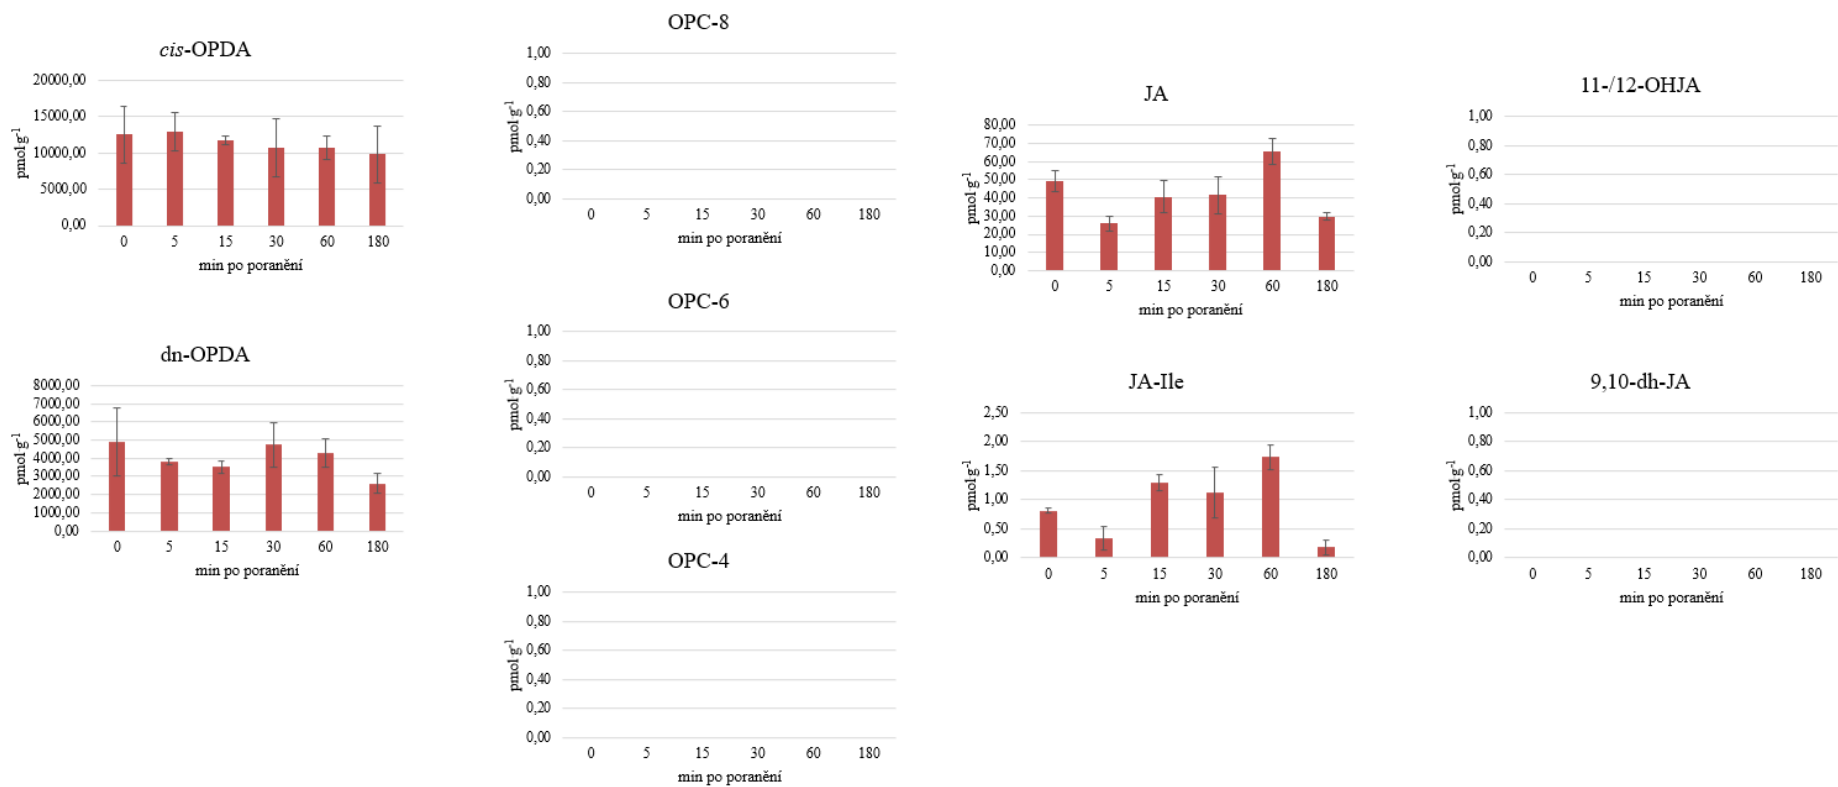 cis-OPDA
pmol·g-1
20000,00
15000,00
10000,00
5000,00
0,00
0 5 15 30 60 180
min po poranění
dn-OPDA
pmol·g-1
8000,00
7000,00
6000,00
5000,00
4000,00
3000,00
2000,00
1000,00
0,00
0 5 15 30 60 180
min po poranění
OPC-8
pmol·g-1
1,00
0,80
0,60
0,40
0,20
0,00
0 5 15 30 60 180
min po poranění
OPC-6
pmol·g-1
1,00
0,80
0,60
0,40
0,20
0,00
0 5 15 30 60 180
min po poranění
OPC-4
pmol·g-1
1,00
0,80
0,60
0,40
0,20
0,00
0 5 15 30 60 180
min po poranění
JA
pmol·g-1
80,00
70,00
60,00
50,00
40,00
30,00
20,00
10,00
0,00
0 5 15 30 60 180
min po poranění
JA-Ile
pmol·g-1
2,50
2,00
1,50
1,00
0,50
0,00
0 5 15 30 60 180
min po poranění
11-/12-OHJA
pmol·g-1
1,00
0,80
0,60
0,40
0,20
0,00
0 5 15 30 60 180
min po poranění
9,10-dh-JA
pmol·g-1
1,00
0,80
0,60
0,40
0,20
0,00
0 5 15 30 60 180
min po poranění